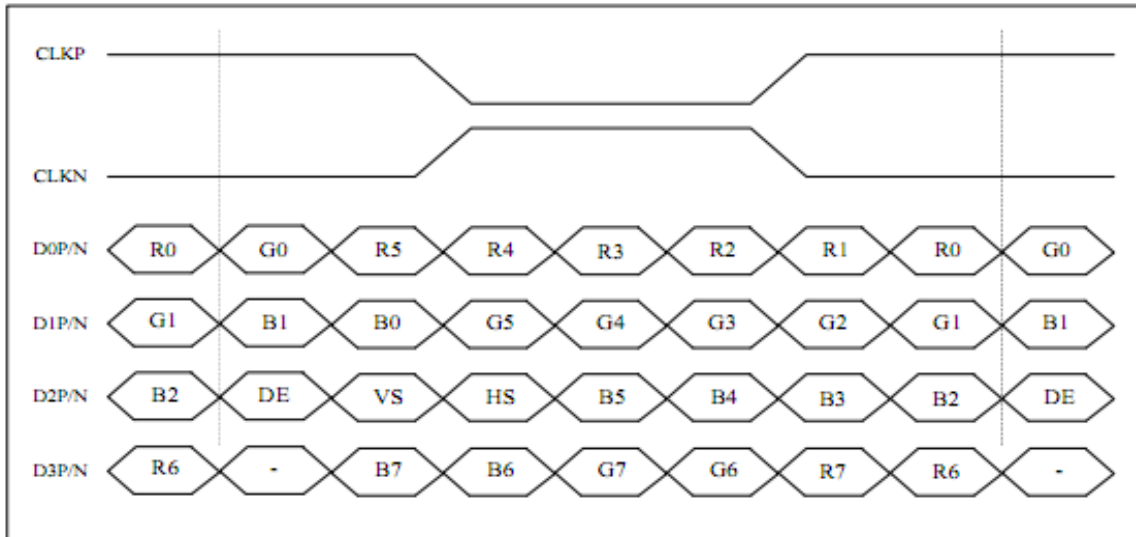 CLKP
CLKN
D0P/N R0 G0 R5 R4 R3 R2 R1 R0 G0
D1P/N G1 B1 B0 G5 G4 G3 G2 G1 B1
D2P/N B2 DE VS HS B5 B4 B3 B2 DE
D3P/N R6 - B7 B6 G7 G6 R7 R6 -